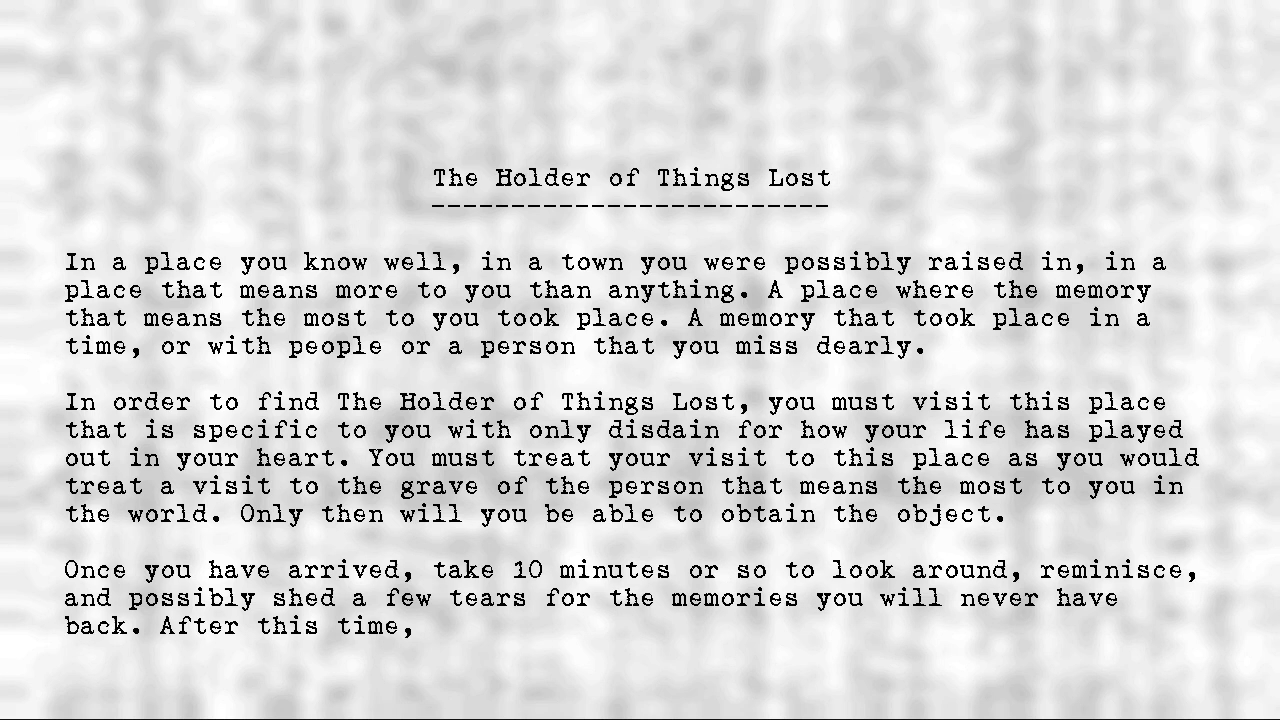 The Holder of Things Lost
-------------------------
In a place you know well, in a town you were possibly raised in, in a
place that means more to you than anything. A place where the memory
that means the most to you took place. A memory that took place in a
time, or with people or a person that you miss dearly.
In order to find The Holder of Things Lost, you must visit this place
that is specific to you with only disdain for how your life has played
out in your heart. You must treat your visit to this place as you would
treat a visit to the grave of the person that means the most to you in
the world. Only then will you be able to obtain the object.
Once you have arrived, take 10 minutes or so to look around, reminisce,
and possibly shed a few tears for the memories you will never have
back. After this time,